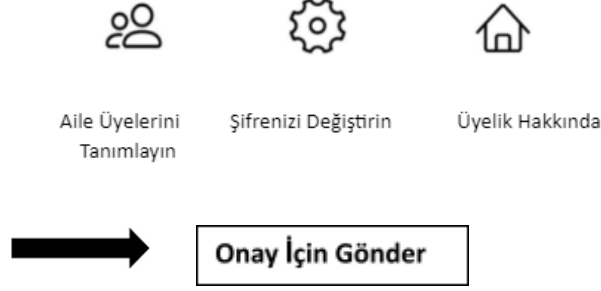 Aile Üyelerini
Tanımlayın
Şifrenizi Değiştirin
Üyelik Hakkında
Onay İçin Gönder